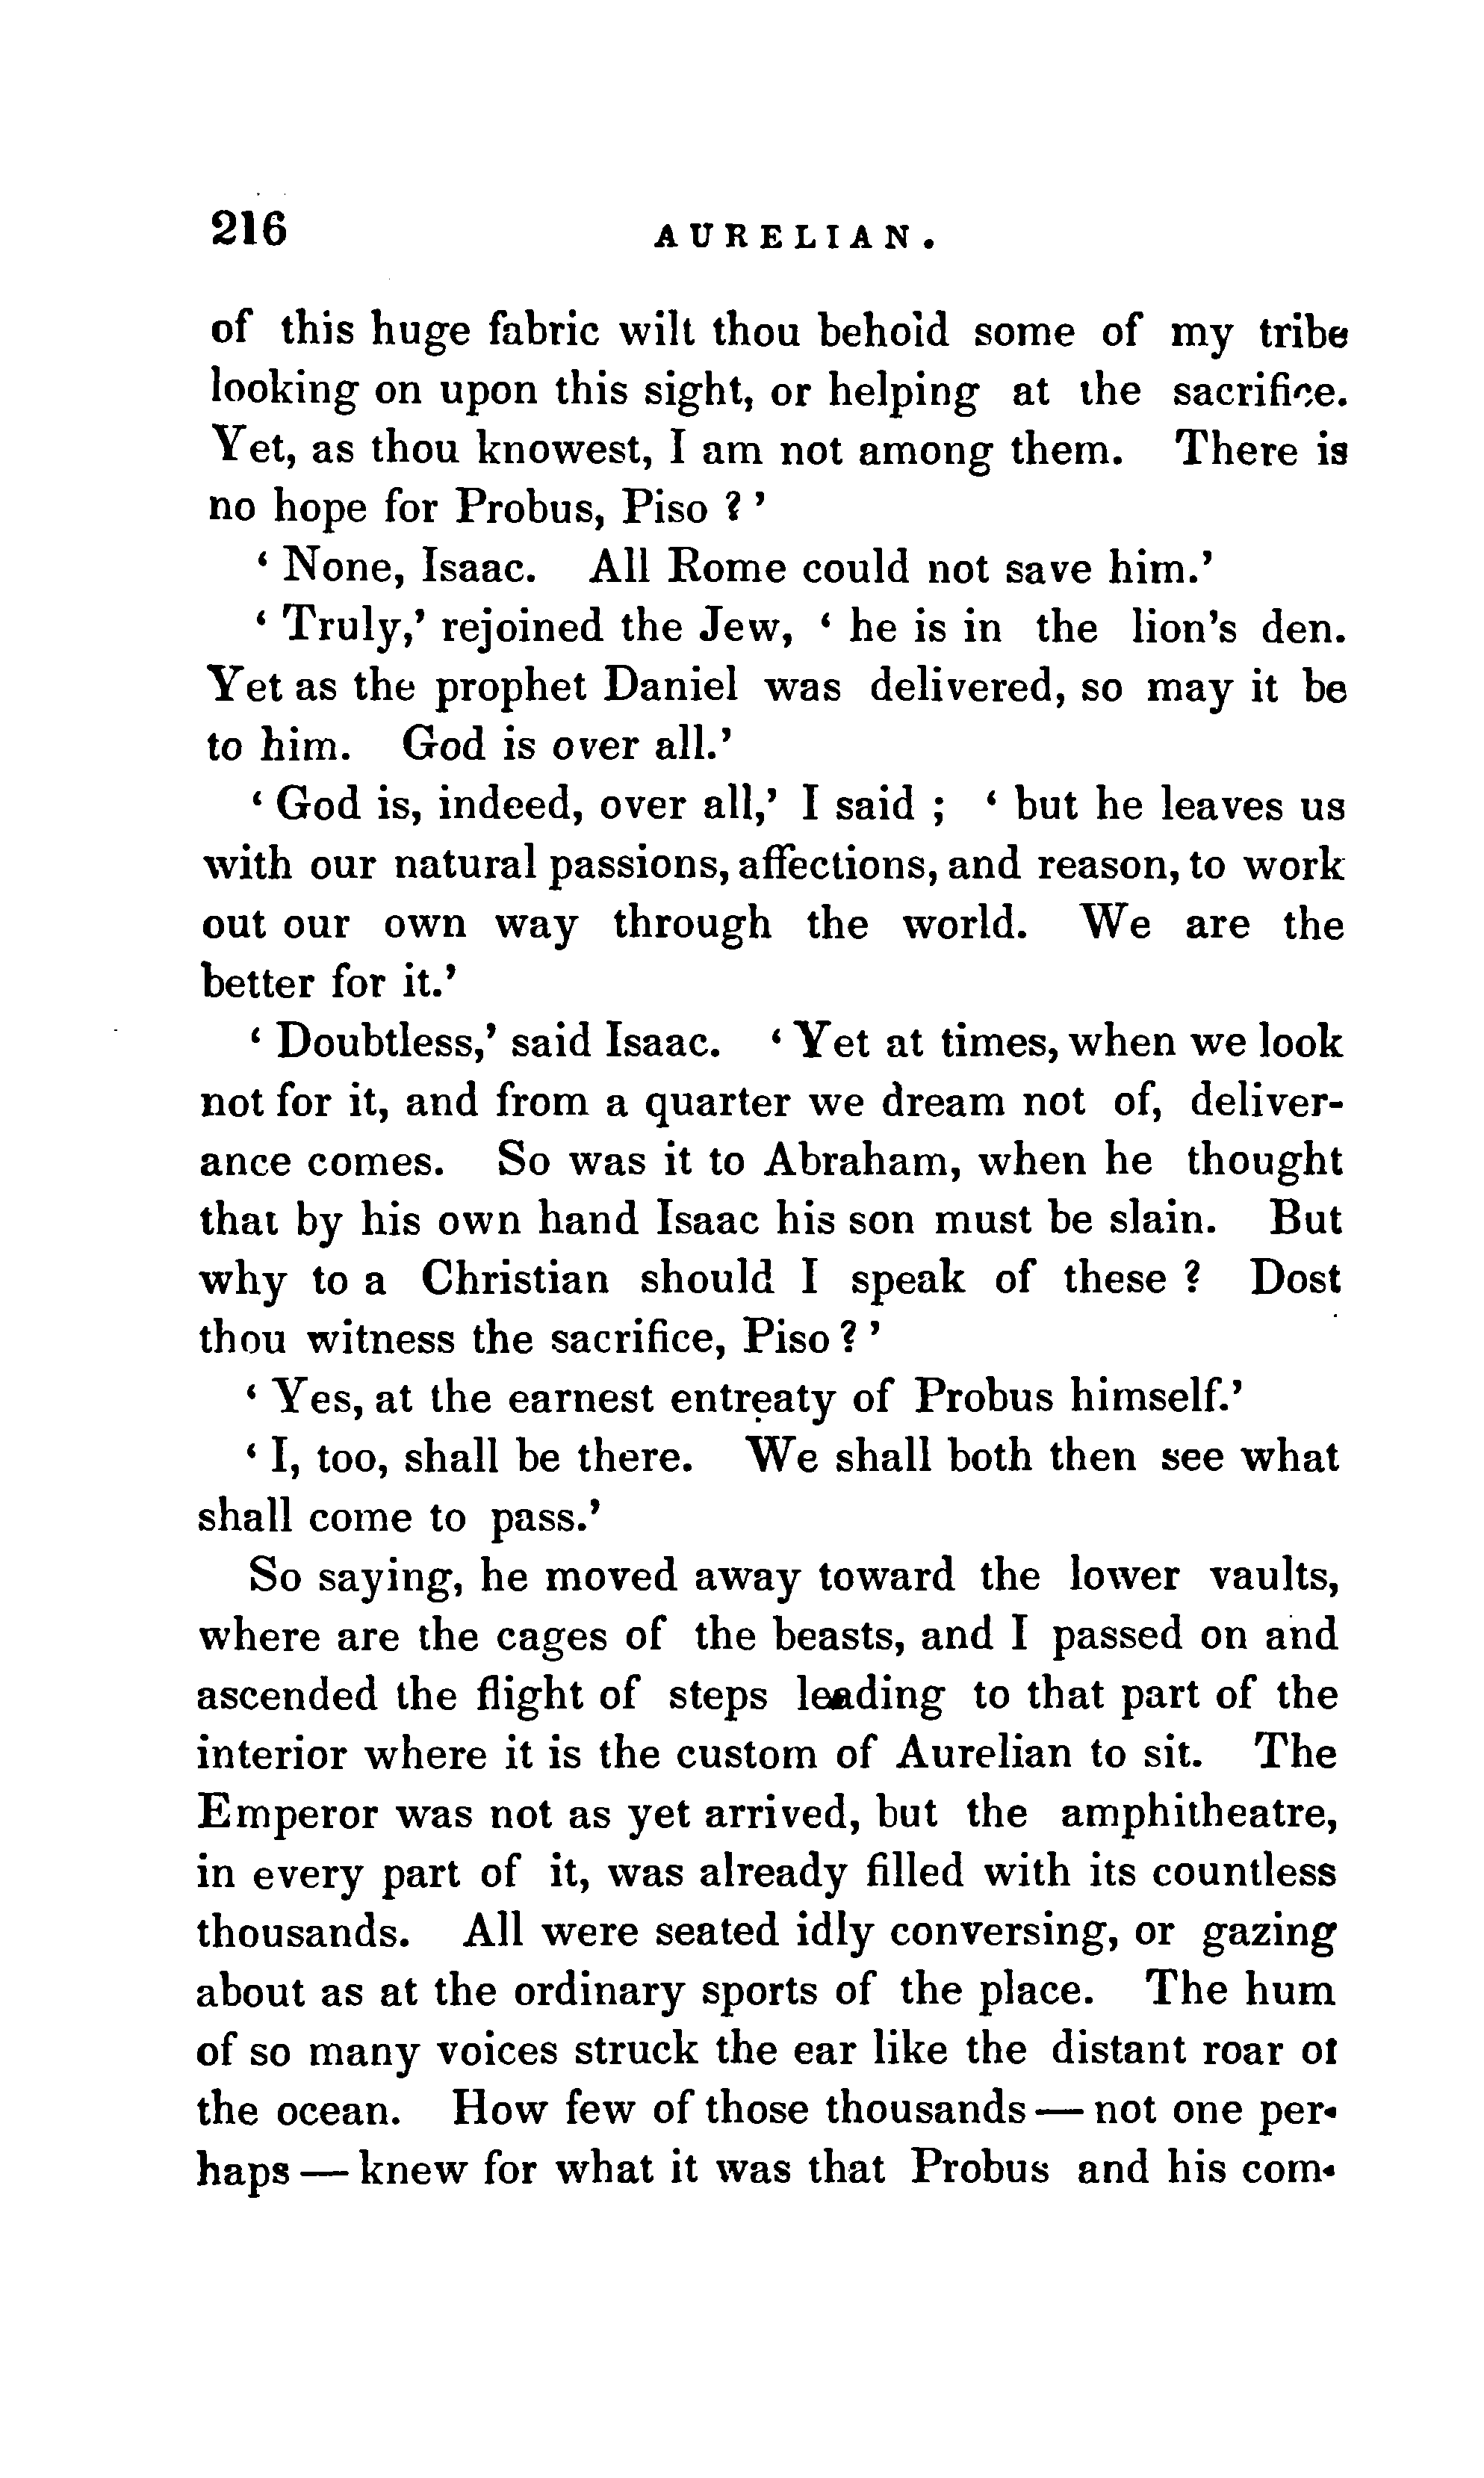 216 AURELIAN.
of this huge fabric wilt thou behold some of my tribe
looking on upon this sight, or helping at the sacrifice.
Yet, as thou knowest, I am not among them. There is
no hope for Probus, Piso ? ’
‘ None, Isaac. All Rome could not save him.’
‘ Truly,’ rejoined the Jew, ‘ he is in the lion’s den.
Yet as the prophet Daniel was delivered, so may it be
to him. God is over all.’
‘ God is, indeed, over all,’ I said ; ‘ but he leaves us
with our natural passions, affections, and reason, to work
out our own way through the world. We are the
better for it.’
‘ Doubtless,’ said Isaac. ‘ Yet at times, when we look
not for it, and from a quarter we dream not of, deliver-
ance comes. So was it to Abraham, when he thought
that by his own hand Isaac his son must be slain. But
why to a Christian should I speak of these ? Dost
thou witness the sacrifice, Piso ? ’
‘ Yes, at the earnest entreaty of Probus himself.’
‘ I, too, shall be there. We shall both then see what
shall come to pass.’
So saying, he moved away toward the lower vaults,
where are the cages of the beasts, and I passed on and
ascended the flight of steps leading to that part of the
interior where it is the custom of Aurelian to sit. The
Emperor was not as yet arrived, but the amphitheatre,
in every part of it, was already filled with its countless
thousands. All were seated idly conversing, or gazing
about as at the ordinary sports of the place. The hum
of so many voices struck the ear like the distant roar of
the ocean. How few of those thousands — not one per-
haps — knew for what it was that Probus and his com-